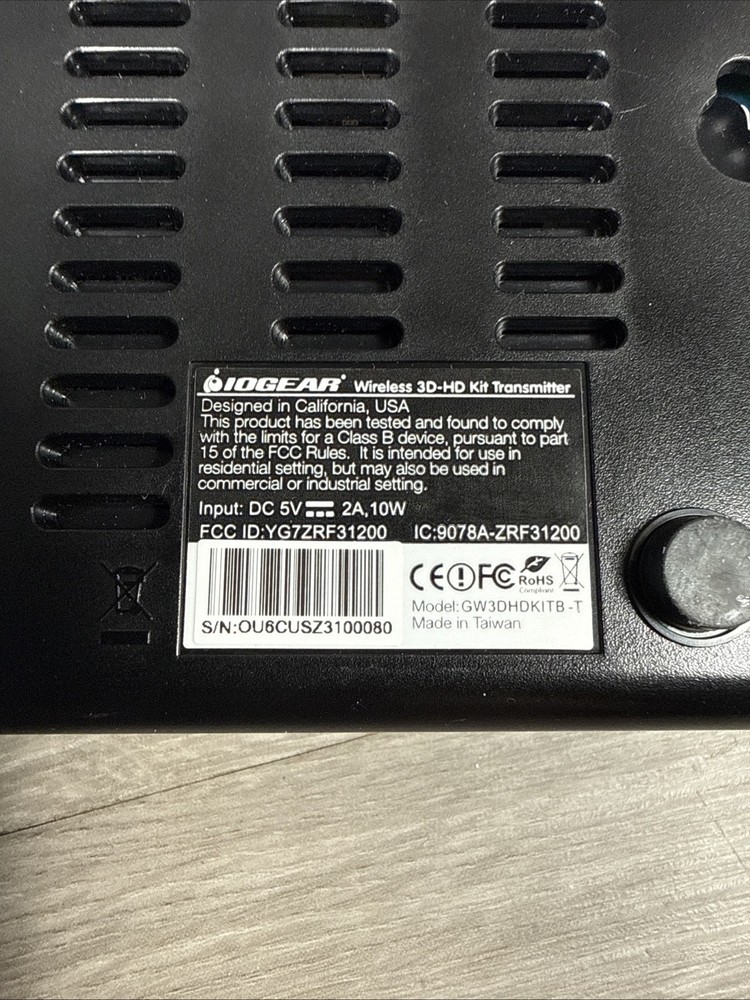 IOGEAR® Wireless 3D-HD Kit Transmitter
Designed in California, USA
This product has been tested and found to comply
with the limits for a Class B device, pursuant to part
15 of the FCC Rules. It is intended for use in
residential setting, but may also be used in
commercial or industrial setting.
Input: DC 5V 2A,10W
FCC ID:YG7ZRF31200 IC:9078A-ZRF31200
CE FC RoHS
Compliant
Model:GW3DHDKITB-T
S/N:OU6CUSZ3100080
Made in Taiwan